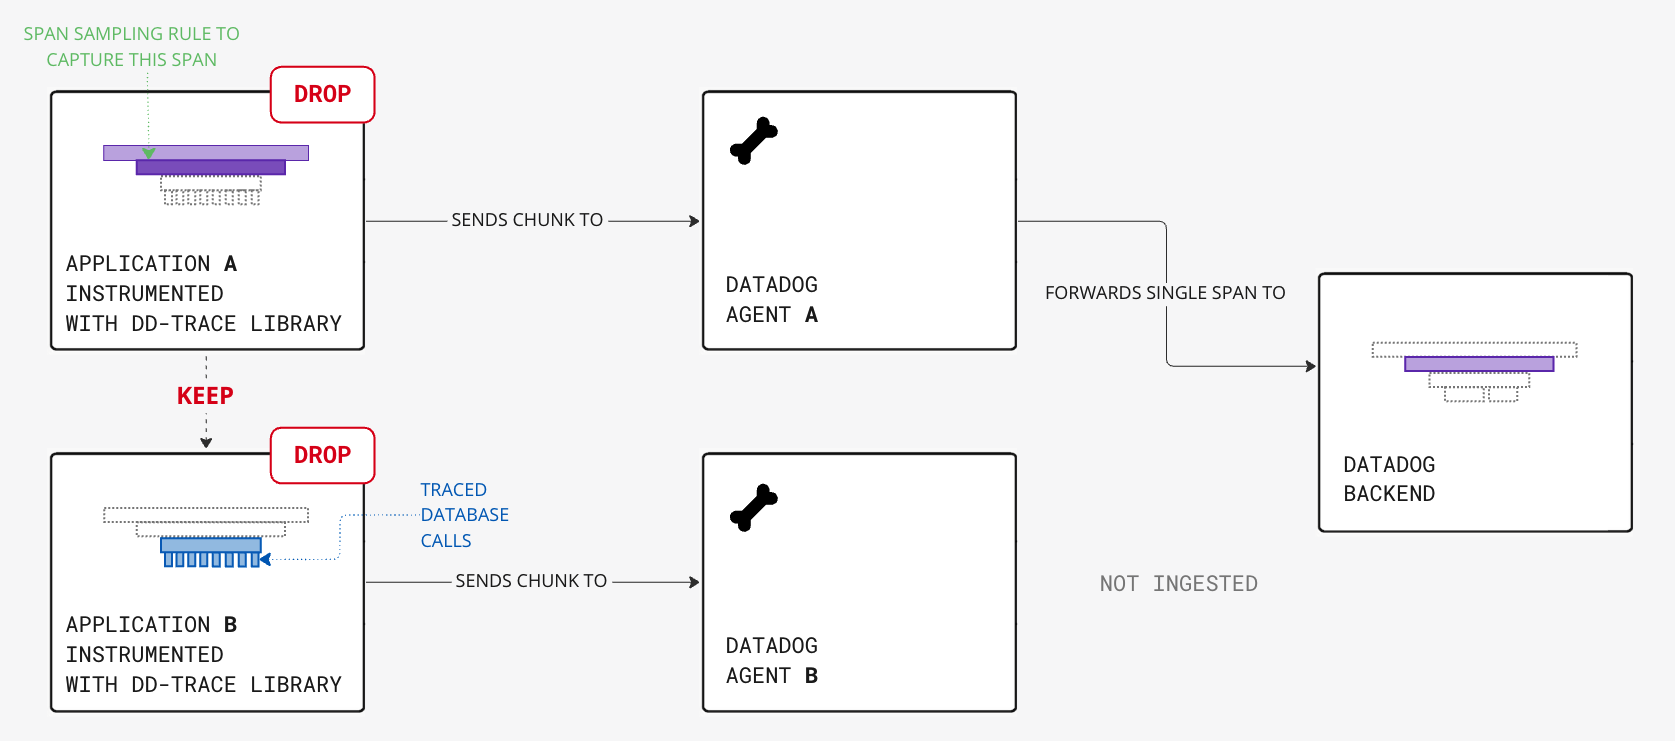 SPAN SAMPLING RULE TO
CAPTURE THIS SPAN
DROP
APPLICATION A
INSTRUMENTED
WITH DD-TRACE LIBRARY
SENDS CHUNK TO
DATADOG
AGENT A
FORWARDS SINGLE SPAN TO
DATADOG
BACKEND
KEEP
DROP
TRACED
DATABASE
CALLS
APPLICATION B
INSTRUMENTED
WITH DD-TRACE LIBRARY
SENDS CHUNK TO
DATADOG
AGENT B
NOT INGESTED